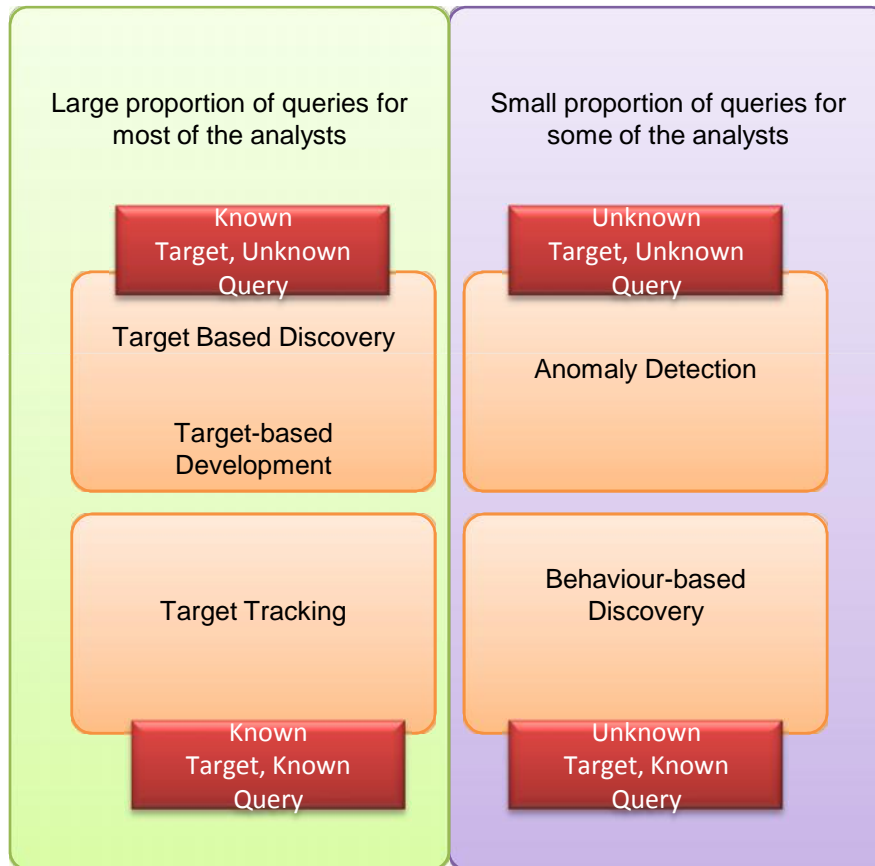 Large proportion of queries for
most of the analysts
Known
Target, Unknown
Query
Target Based Discovery
Target-based
Development
Target Tracking
Known
Target, Known
Query
Small proportion of queries for
some of the analysts
Unknown
Target, Unknown
Query
Anomaly Detection
Behaviour-based
Discovery
Unknown
Target, Known
Query